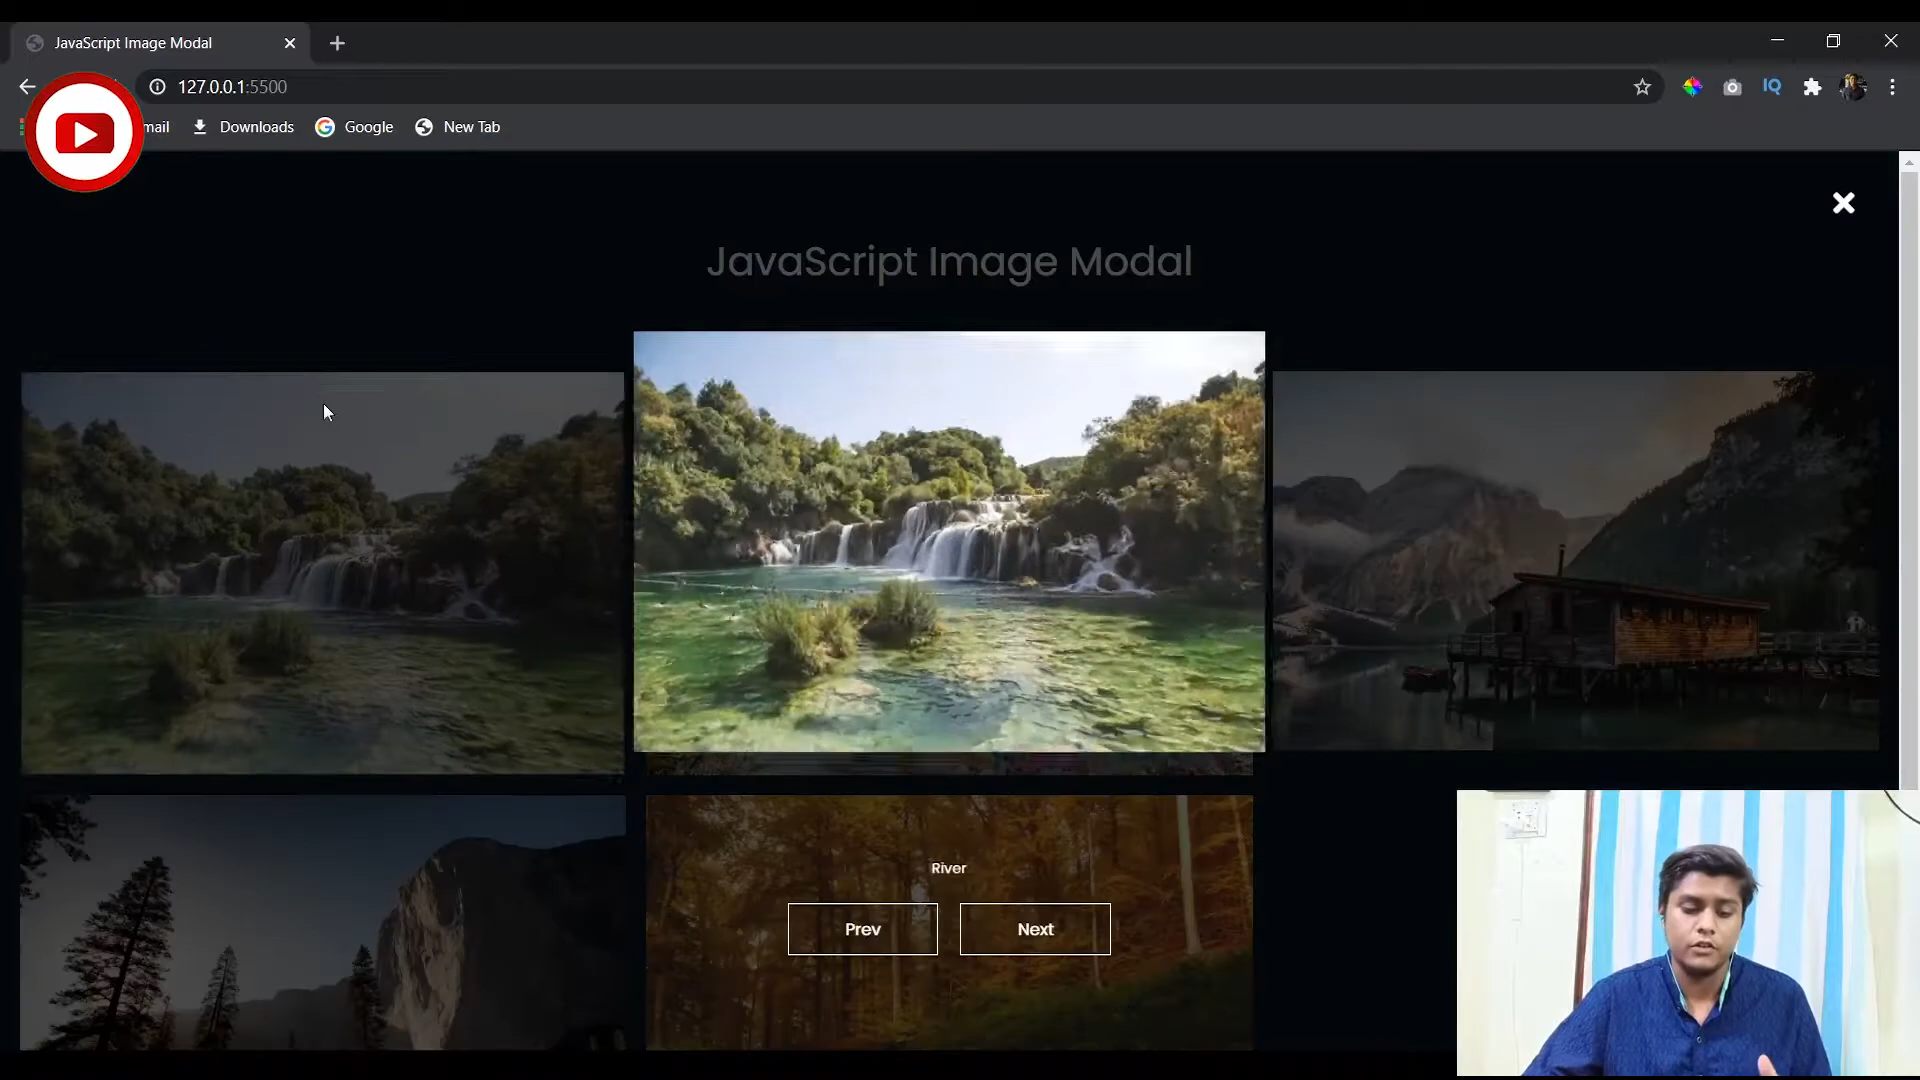 JavaScript Image Modal
127.0.0.1:5500
mail
Downloads
Google
New Tab
IQ
JavaScript Image Modal
River
Prev
Next